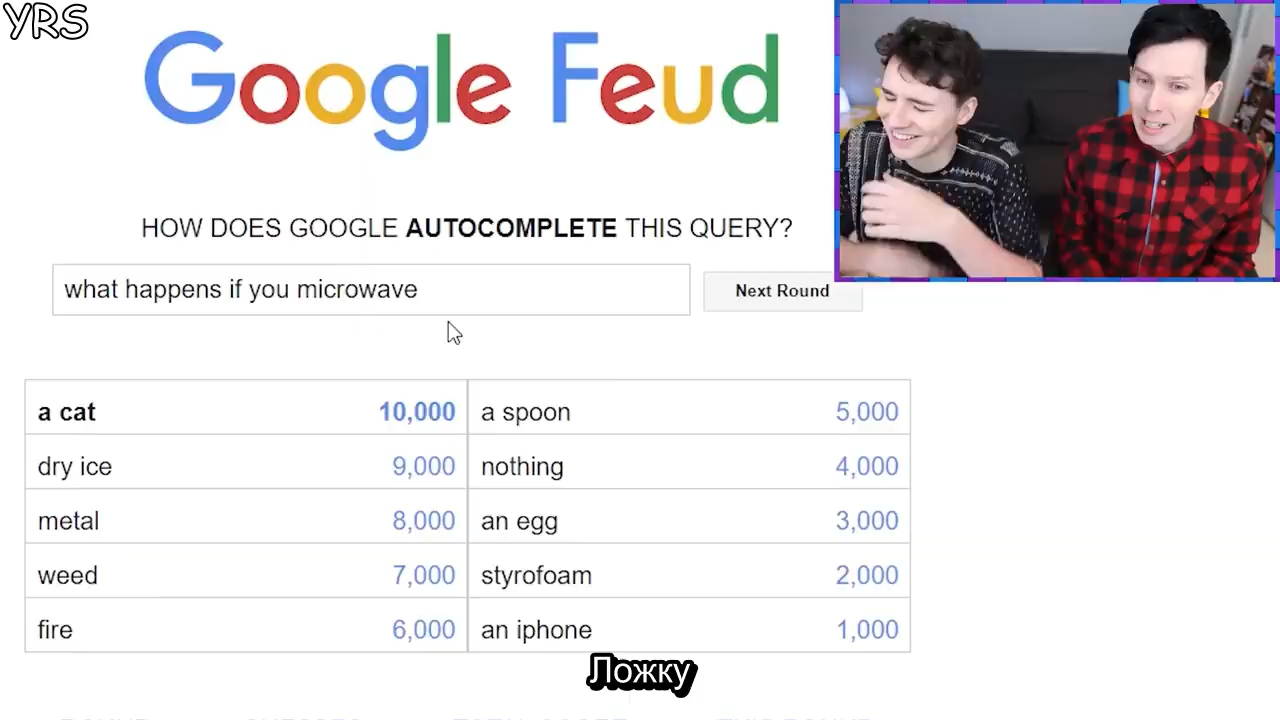 YRS
Google Feud
HOW DOES GOOGLE AUTOCOMPLETE THIS QUERY?
what happens if you microwave
Next Round
a cat 10,000 a spoon 5,000
dry ice 9,000 nothing 4,000
metal 8,000 an egg 3,000
weed 7,000 styrofoam 2,000
fire 6,000 an iphone 1,000
Ложку